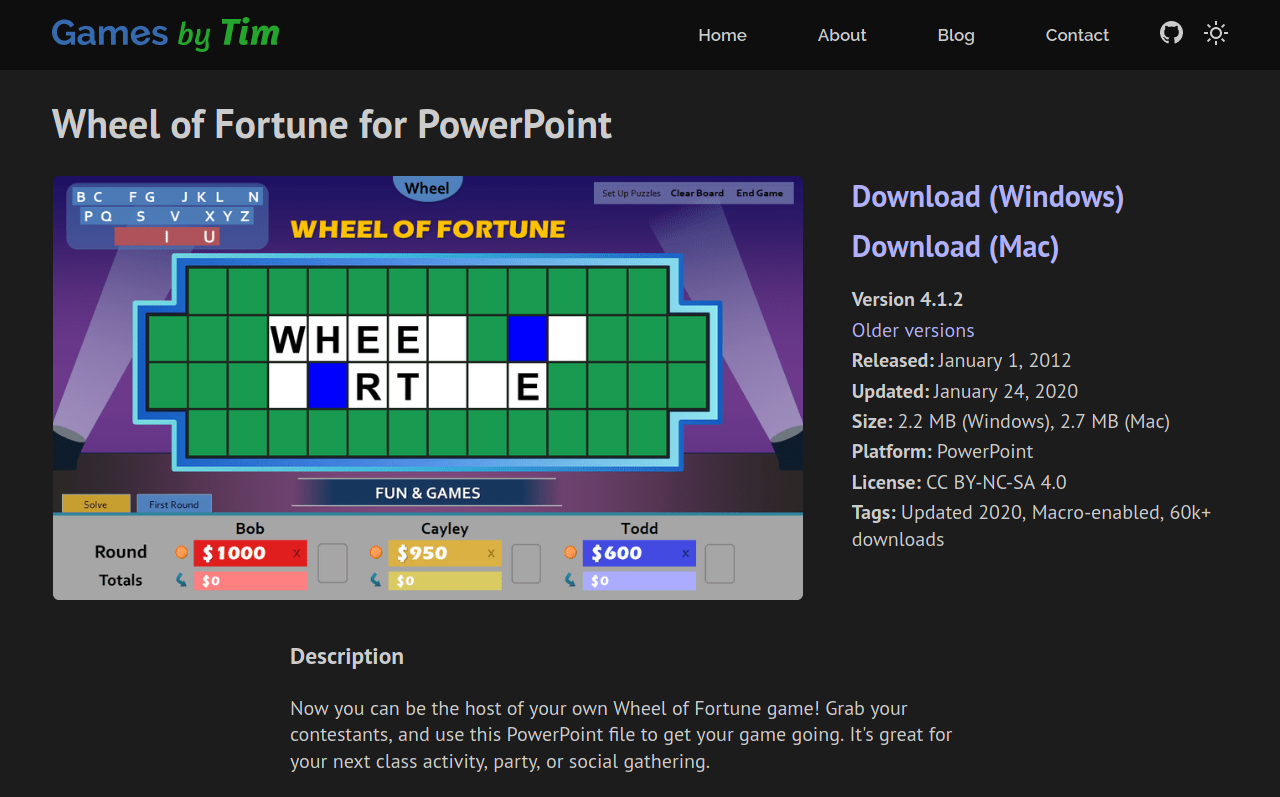 Games by Tim
Home About Blog Contact
Wheel of Fortune for PowerPoint
B C F G J K L N
P Q S V X Y Z
I U
Wheel
Set Up Puzzles Clear Board End Game
WHEEL OF FORTUNE
W H E E
R T E
FUN & GAMES
Solve First Round
Bob Cayley Todd
Round $1000 x $950 x $600 x
Totals $0 $0 $0
Download (Windows)
Download (Mac)
Version 4.1.2
Older versions
Released: January 1, 2012
Updated: January 24, 2020
Size: 2.2 MB (Windows), 2.7 MB (Mac)
Platform: PowerPoint
License: CC BY-NC-SA 4.0
Tags: Updated 2020, Macro-enabled, 60k+
downloads
Description
Now you can be the host of your own Wheel of Fortune game! Grab your
contestants, and use this PowerPoint file to get your game going. It's great for
your next class activity, party, or social gathering.